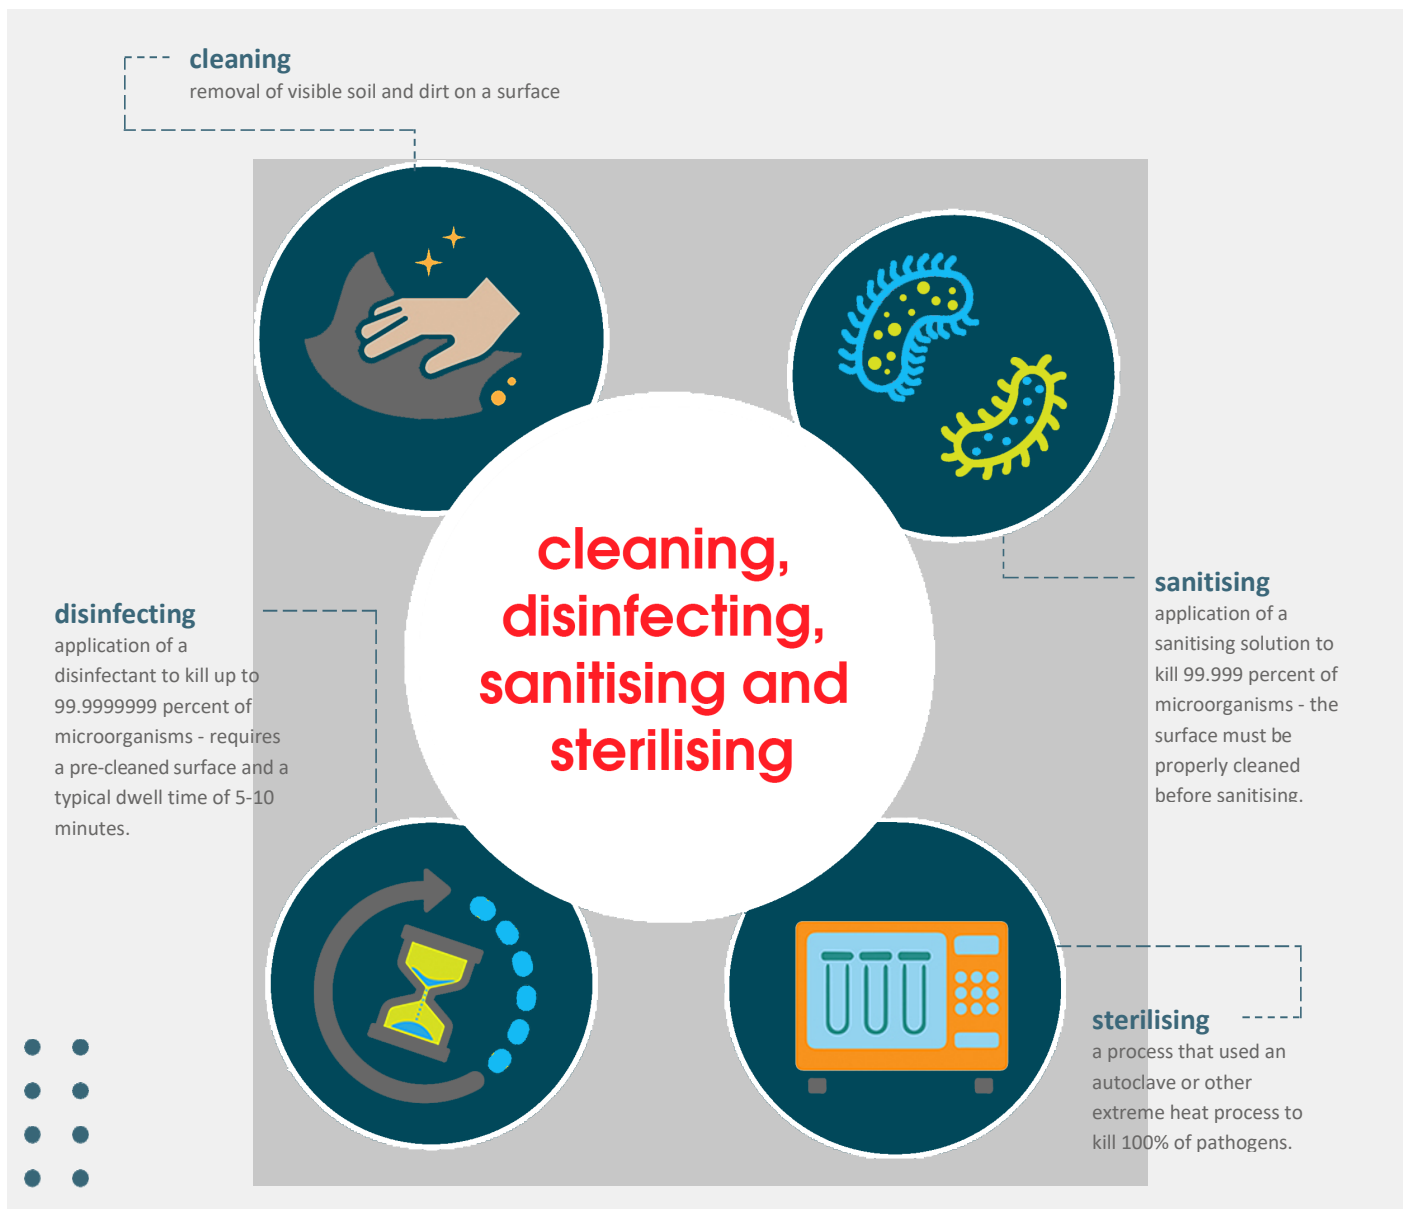 cleaning
removal of visible soil and dirt on a surface
cleaning,
disinfecting,
sanitising and
sterilising
sanitising
application of a
sanitising solution to
kill 99.999 percent of
microorganisms - the
surface must be
properly cleaned
before sanitising.
disinfecting
application of a
disinfectant to kill up to
99.9999999 percent of
microorganisms - requires
a pre-cleaned surface and a
typical dwell time of 5-10
minutes.
sterilising
a process that used an
autoclave or other
extreme heat process to
kill 100% of pathogens.